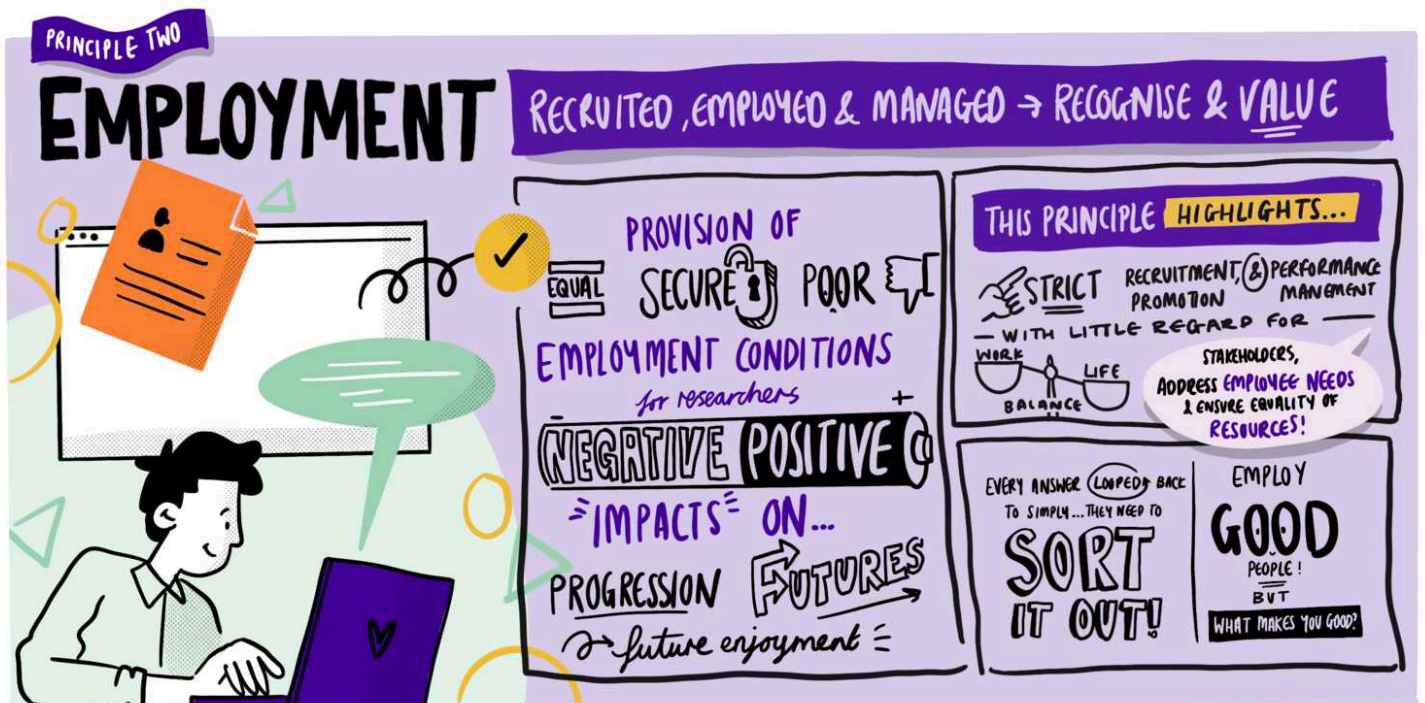 PRINCIPLE TWO
EMPLOYMENT
RECRUITED, EMPLOYED & MANAGED → RECOGNISE & VALUE
PROVISION OF
EQUAL SECURE POOR
EMPLOYMENT CONDITIONS
for researchers
- +
NEGATIVE POSITIVE
"IMPACTS" ON...
PROGRESSION FUTURES
→ future enjoyment
THIS PRINCIPLE HIGHLIGHTS...
STRICT RECRUITMENT, & PERFORMANCE
PROMOTION MANEMENT
- WITH LITTLE REGARD FOR -
WORK
LIFE
BALANCE
STAKEHOLDERS,
ADDRESS EMPLOYEE NEEDS
& ENSURE EQUALITY OF
RESOURCES!
EVERY ANSWER LOOPED BACK
TO SIMPLY... THEY NEED TO
SORT
IT OUT!
EMPLOY
GOOD
PEOPLE!
BUT
WHAT MAKES YOU GOOD?